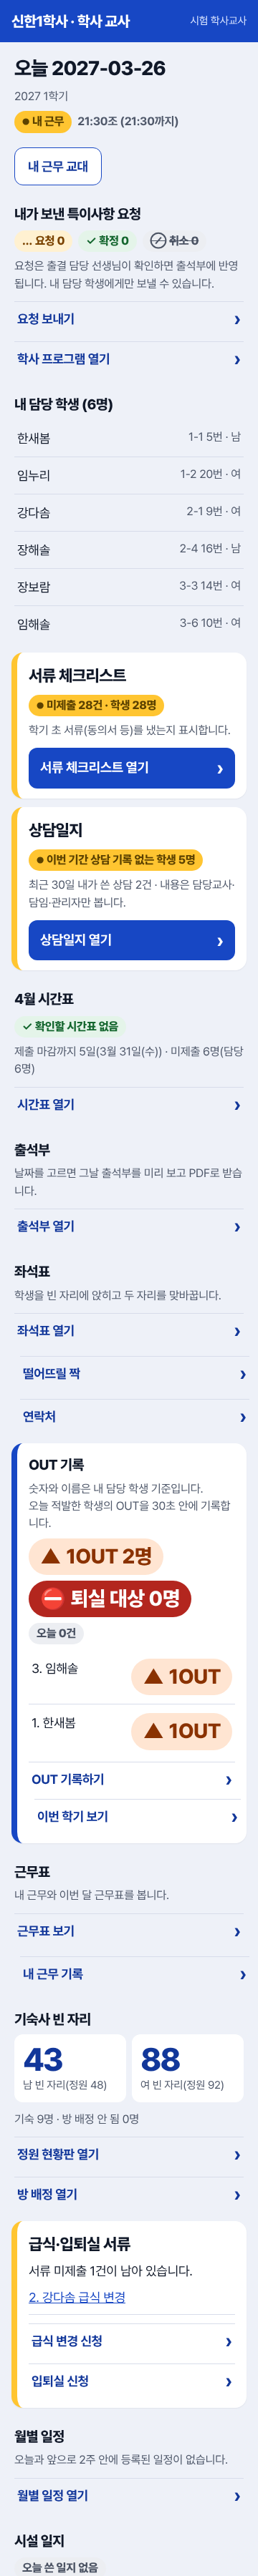 신한1학사 · 학사 교사
시험 학사교사
오늘 2027-03-26
2027 1학기
● 내 근무 21:30조 (21:30까지)
내 근무 교대
내가 보낸 특이사항 요청
… 요청 0 ✓ 확정 0 취소 0
요청은 출결 담당 선생님이 확인하면 출석부에 반영
됩니다. 내 담당 학생에게만 보낼 수 있습니다.
요청 보내기 ›
학사 프로그램 열기 ›
내 담당 학생 (6명)
한새봄 1-1 5번 · 남
임누리 1-2 20번 · 여
강다솜 2-1 9번 · 여
장해솔 2-4 16번 · 남
장보람 3-3 14번 · 여
임해솔 3-6 10번 · 여
서류 체크리스트
● 미제출 28건 · 학생 28명
학기 초 서류(동의서 등)를 냈는지 표시합니다.
서류 체크리스트 열기 ›
상담일지
● 이번 기간 상담 기록 없는 학생 5명
최근 30일 내가 쓴 상담 2건 · 내용은 담당교사·
담임·관리자만 봅니다.
상담일지 열기 ›
4월 시간표
✓ 확인할 시간표 없음
제출 마감까지 5일(3월 31일(수)) · 미제출 6명(담당
6명)
시간표 열기 ›
출석부
날짜를 고르면 그날 출석부를 미리 보고 PDF로 받습
니다.
출석부 열기 ›
좌석표
학생을 빈 자리에 앉히고 두 자리를 맞바꿉니다.
좌석표 열기 ›
떨어뜨릴 짝 ›
연락처 ›
OUT 기록
숫자와 이름은 내 담당 학생 기준입니다.
오늘 적발한 학생의 OUT을 30초 안에 기록합니
다.
▲ 1OUT 2명
⛔ 퇴실 대상 0명
오늘 0건
3. 임해솔 ▲ 1OUT
1. 한새봄 ▲ 1OUT
OUT 기록하기 ›
이번 학기 보기 ›
근무표
내 근무와 이번 달 근무표를 봅니다.
근무표 보기 ›
내 근무 기록 ›
기숙사 빈 자리
43 88
남 빈 자리(정원 48) 여 빈 자리(정원 92)
기숙 9명 · 방 배정 안 됨 0명
정원 현황판 열기 ›
방 배정 열기 ›
급식·입퇴실 서류
서류 미제출 1건이 남아 있습니다.
2. 강다솜 급식 변경
급식 변경 신청 ›
입퇴실 신청 ›
월별 일정
오늘과 앞으로 2주 안에 등록된 일정이 없습니다.
월별 일정 열기 ›
시설 일지
오늘 쓴 일지 없음